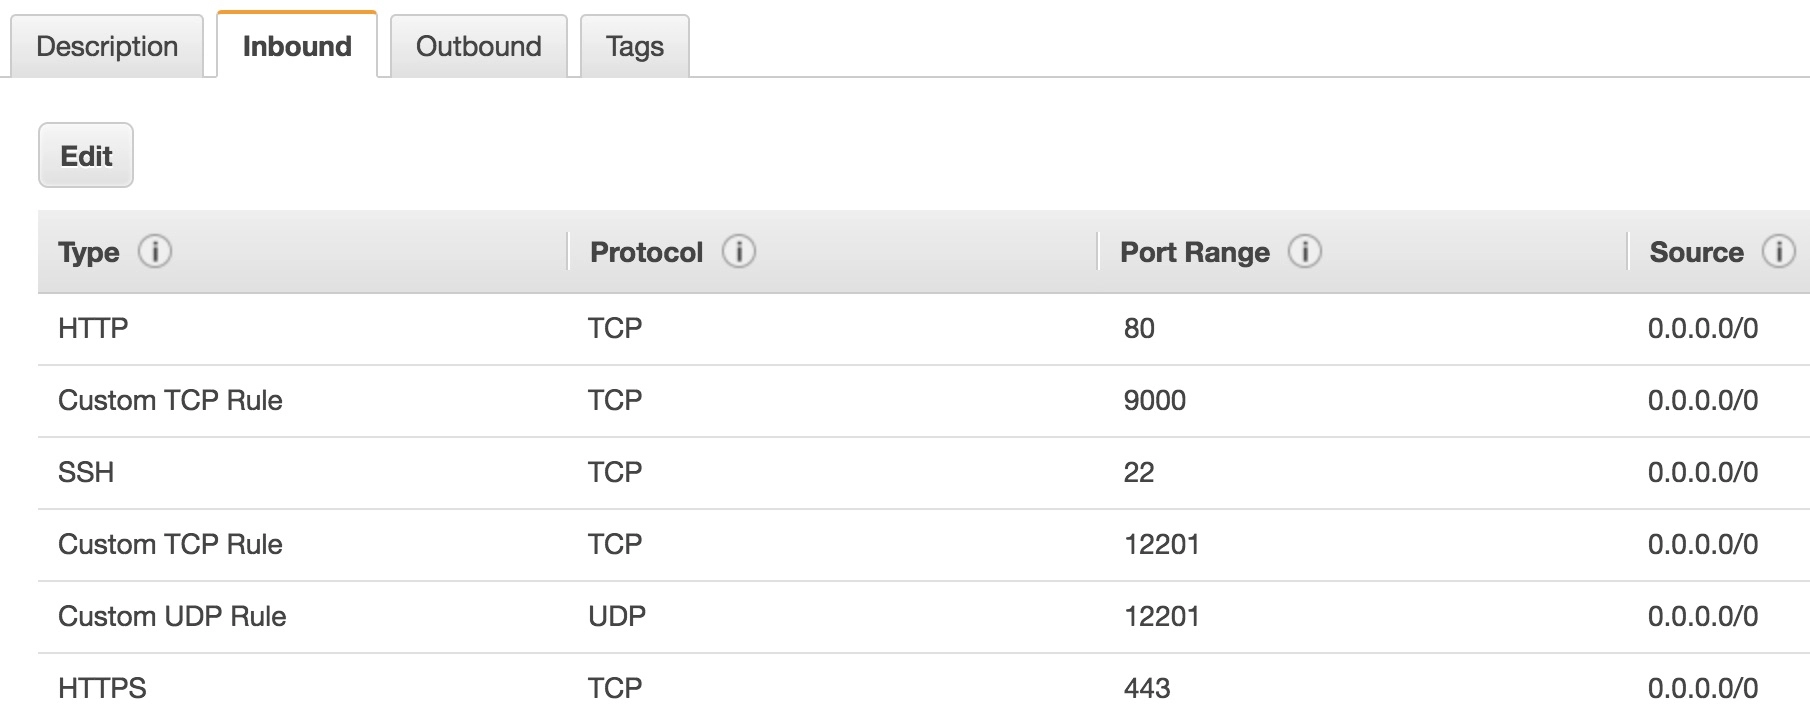 Description Inbound Outbound Tags
Edit
Type Protocol Port Range Source
HTTP TCP 80 0.0.0.0/0
Custom TCP Rule TCP 9000 0.0.0.0/0
SSH TCP 22 0.0.0.0/0
Custom TCP Rule TCP 12201 0.0.0.0/0
Custom UDP Rule UDP 12201 0.0.0.0/0
HTTPS TCP 443 0.0.0.0/0